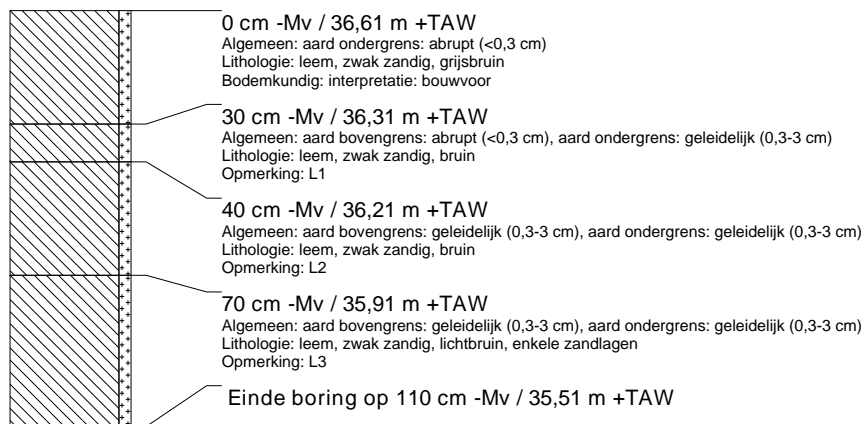 0 cm -Mv / 36,61 m +TAW
Algemeen: aard ondergrens: abrupt (<0,3 cm)
Lithologie: leem, zwak zandig, grijsbruin
Bodemkundig: interpretatie: bouwvoor
30 cm -Mv / 36,31 m +TAW
Algemeen: aard bovengrens: abrupt (<0,3 cm), aard ondergrens: geleidelijk (0,3-3 cm)
Lithologie: leem, zwak zandig, bruin
Opmerking: L1
40 cm -Mv / 36,21 m +TAW
Algemeen: aard bovengrens: geleidelijk (0,3-3 cm), aard ondergrens: geleidelijk (0,3-3 cm)
Lithologie: leem, zwak zandig, bruin
Opmerking: L2
70 cm -Mv / 35,91 m +TAW
Algemeen: aard bovengrens: geleidelijk (0,3-3 cm), aard ondergrens: geleidelijk (0,3-3 cm)
Lithologie: leem, zwak zandig, lichtbruin, enkele zandlagen
Opmerking: L3
Einde boring op 110 cm -Mv / 35,51 m +TAW